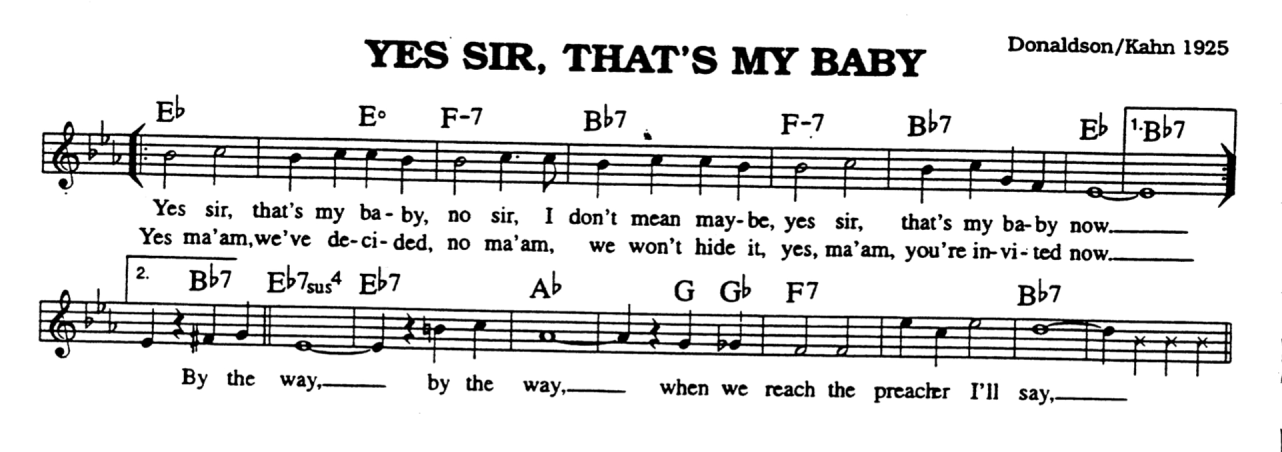 YES SIR, THAT'S MY BABY
Donaldson/Kahn 1925
E♭ E° F-7 B♭7 F-7 B♭7 E♭ 1. B♭7
Yes sir, that's my ba-by, no sir, I don't mean may-be, yes sir, that's my ba-by now.
Yes ma'am, we've de-ci-ded, no ma'am, we won't hide it, yes, ma'am, you're in-vi-ted now.
2. B♭7 E♭7sus4 E♭7 A♭ G G♭ F7 B♭7
By the way, by the way, when we reach the preacher I'll say,